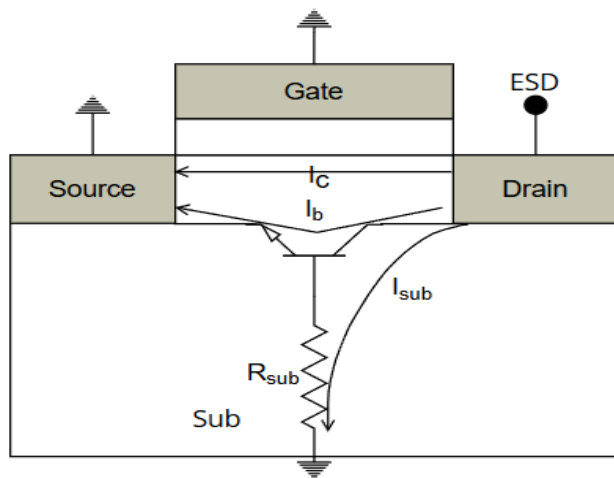 Gate
ESD
Source
I_C
Drain
I_b
I_sub
R_sub
Sub